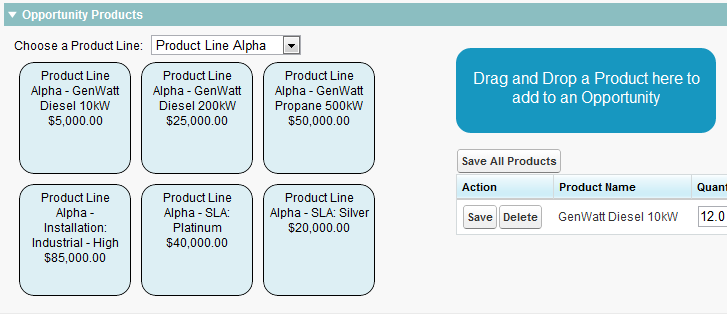 Opportunity Products
Choose a Product Line: Product Line Alpha
Product Line
Alpha - GenWatt
Diesel 10kW
$5,000.00
Product Line
Alpha - GenWatt
Diesel 200kW
$25,000.00
Product Line
Alpha - GenWatt
Propane 500kW
$50,000.00
Product Line
Alpha -
Installation:
Industrial - High
$85,000.00
Product Line
Alpha - SLA:
Platinum
$40,000.00
Product Line
Alpha - SLA: Silver
$20,000.00
Drag and Drop a Product here to
add to an Opportunity
Save All Products
Action Product Name Quant
Save Delete GenWatt Diesel 10kW 12.0